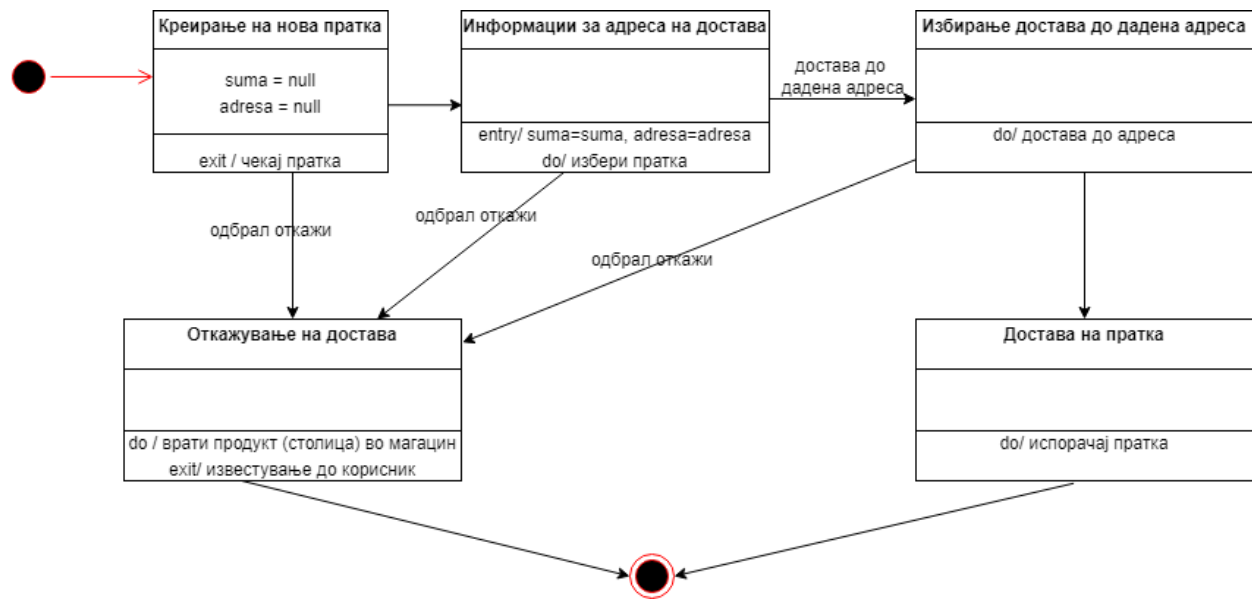 Креирање на нова пратка
suma = null
adresa = null
exit / чекај пратка
Информации за адреса на достава
entry/ suma=suma, adresa=adresa
do/ избери пратка
достава до
дадена адреса
Избирање достава до дадена адреса
do/ достава до адреса
одбрал откажи
одбрал откажи
одбрал откажи
Откажување на достава
do / врати продукт (столица) во магацин
exit/ известување до корисник
Достава на пратка
do/ испорачај пратка